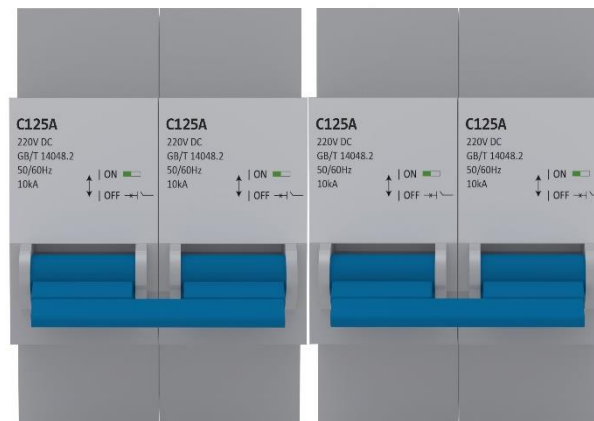 C125A
220V DC
GB/T 14048.2
50/60Hz
10kA
| ON
| OFF
C125A
220V DC
GB/T 14048.2
50/60Hz
10kA
| ON
| OFF
C125A
220V DC
GB/T 14048.2
50/60Hz
10kA
| ON
| OFF
C125A
220V DC
GB/T 14048.2
50/60Hz
10kA
| ON
| OFF